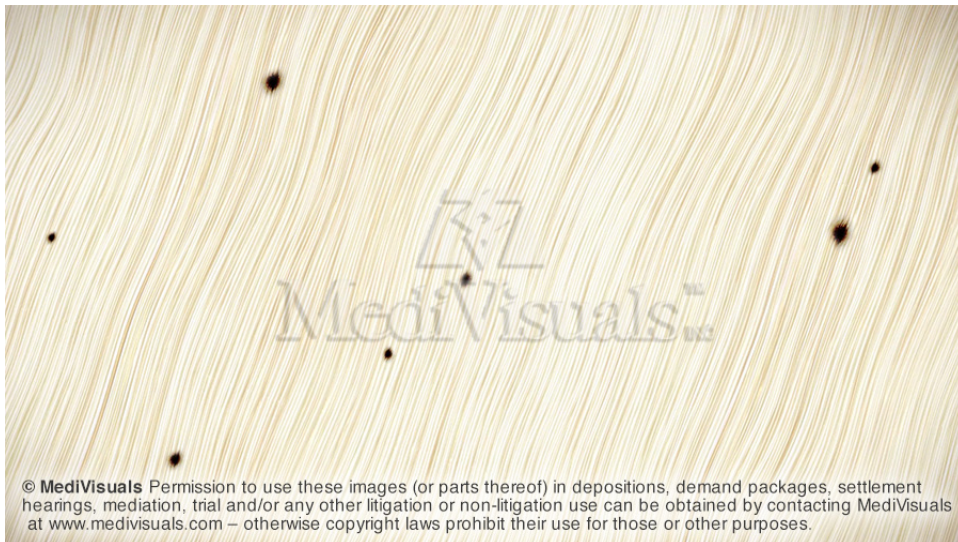 MediVisuals INC
© MediVisuals Permission to use these images (or parts thereof) in depositions, demand packages, settlement
hearings, mediation, trial and/or any other litigation or non-litigation use can be obtained by contacting MediVisuals
at www.medivisuals.com – otherwise copyright laws prohibit their use for those or other purposes.